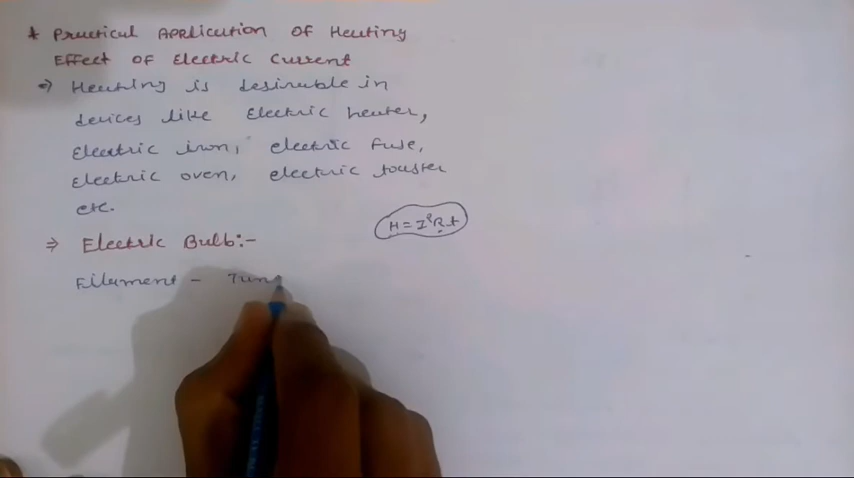 * Practical Application of Heating
Effect of Electric Current
⇒ Heating is desirable in
devices like Electric heater,
Electric iron, electric fuse,
Electric oven, electric toaster
etc.
H = I²Rt
⇒ Electric Bulb:-
Filament - Tung